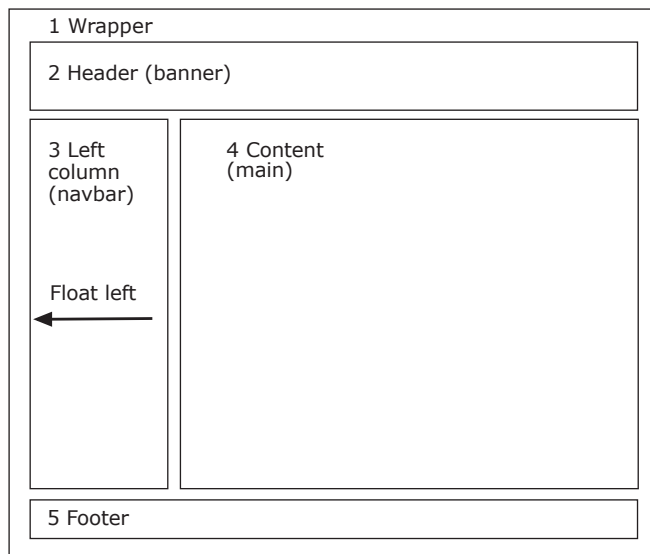 1 Wrapper
2 Header (banner)
3 Left
column
(navbar)
4 Content
(main)
Float left
5 Footer